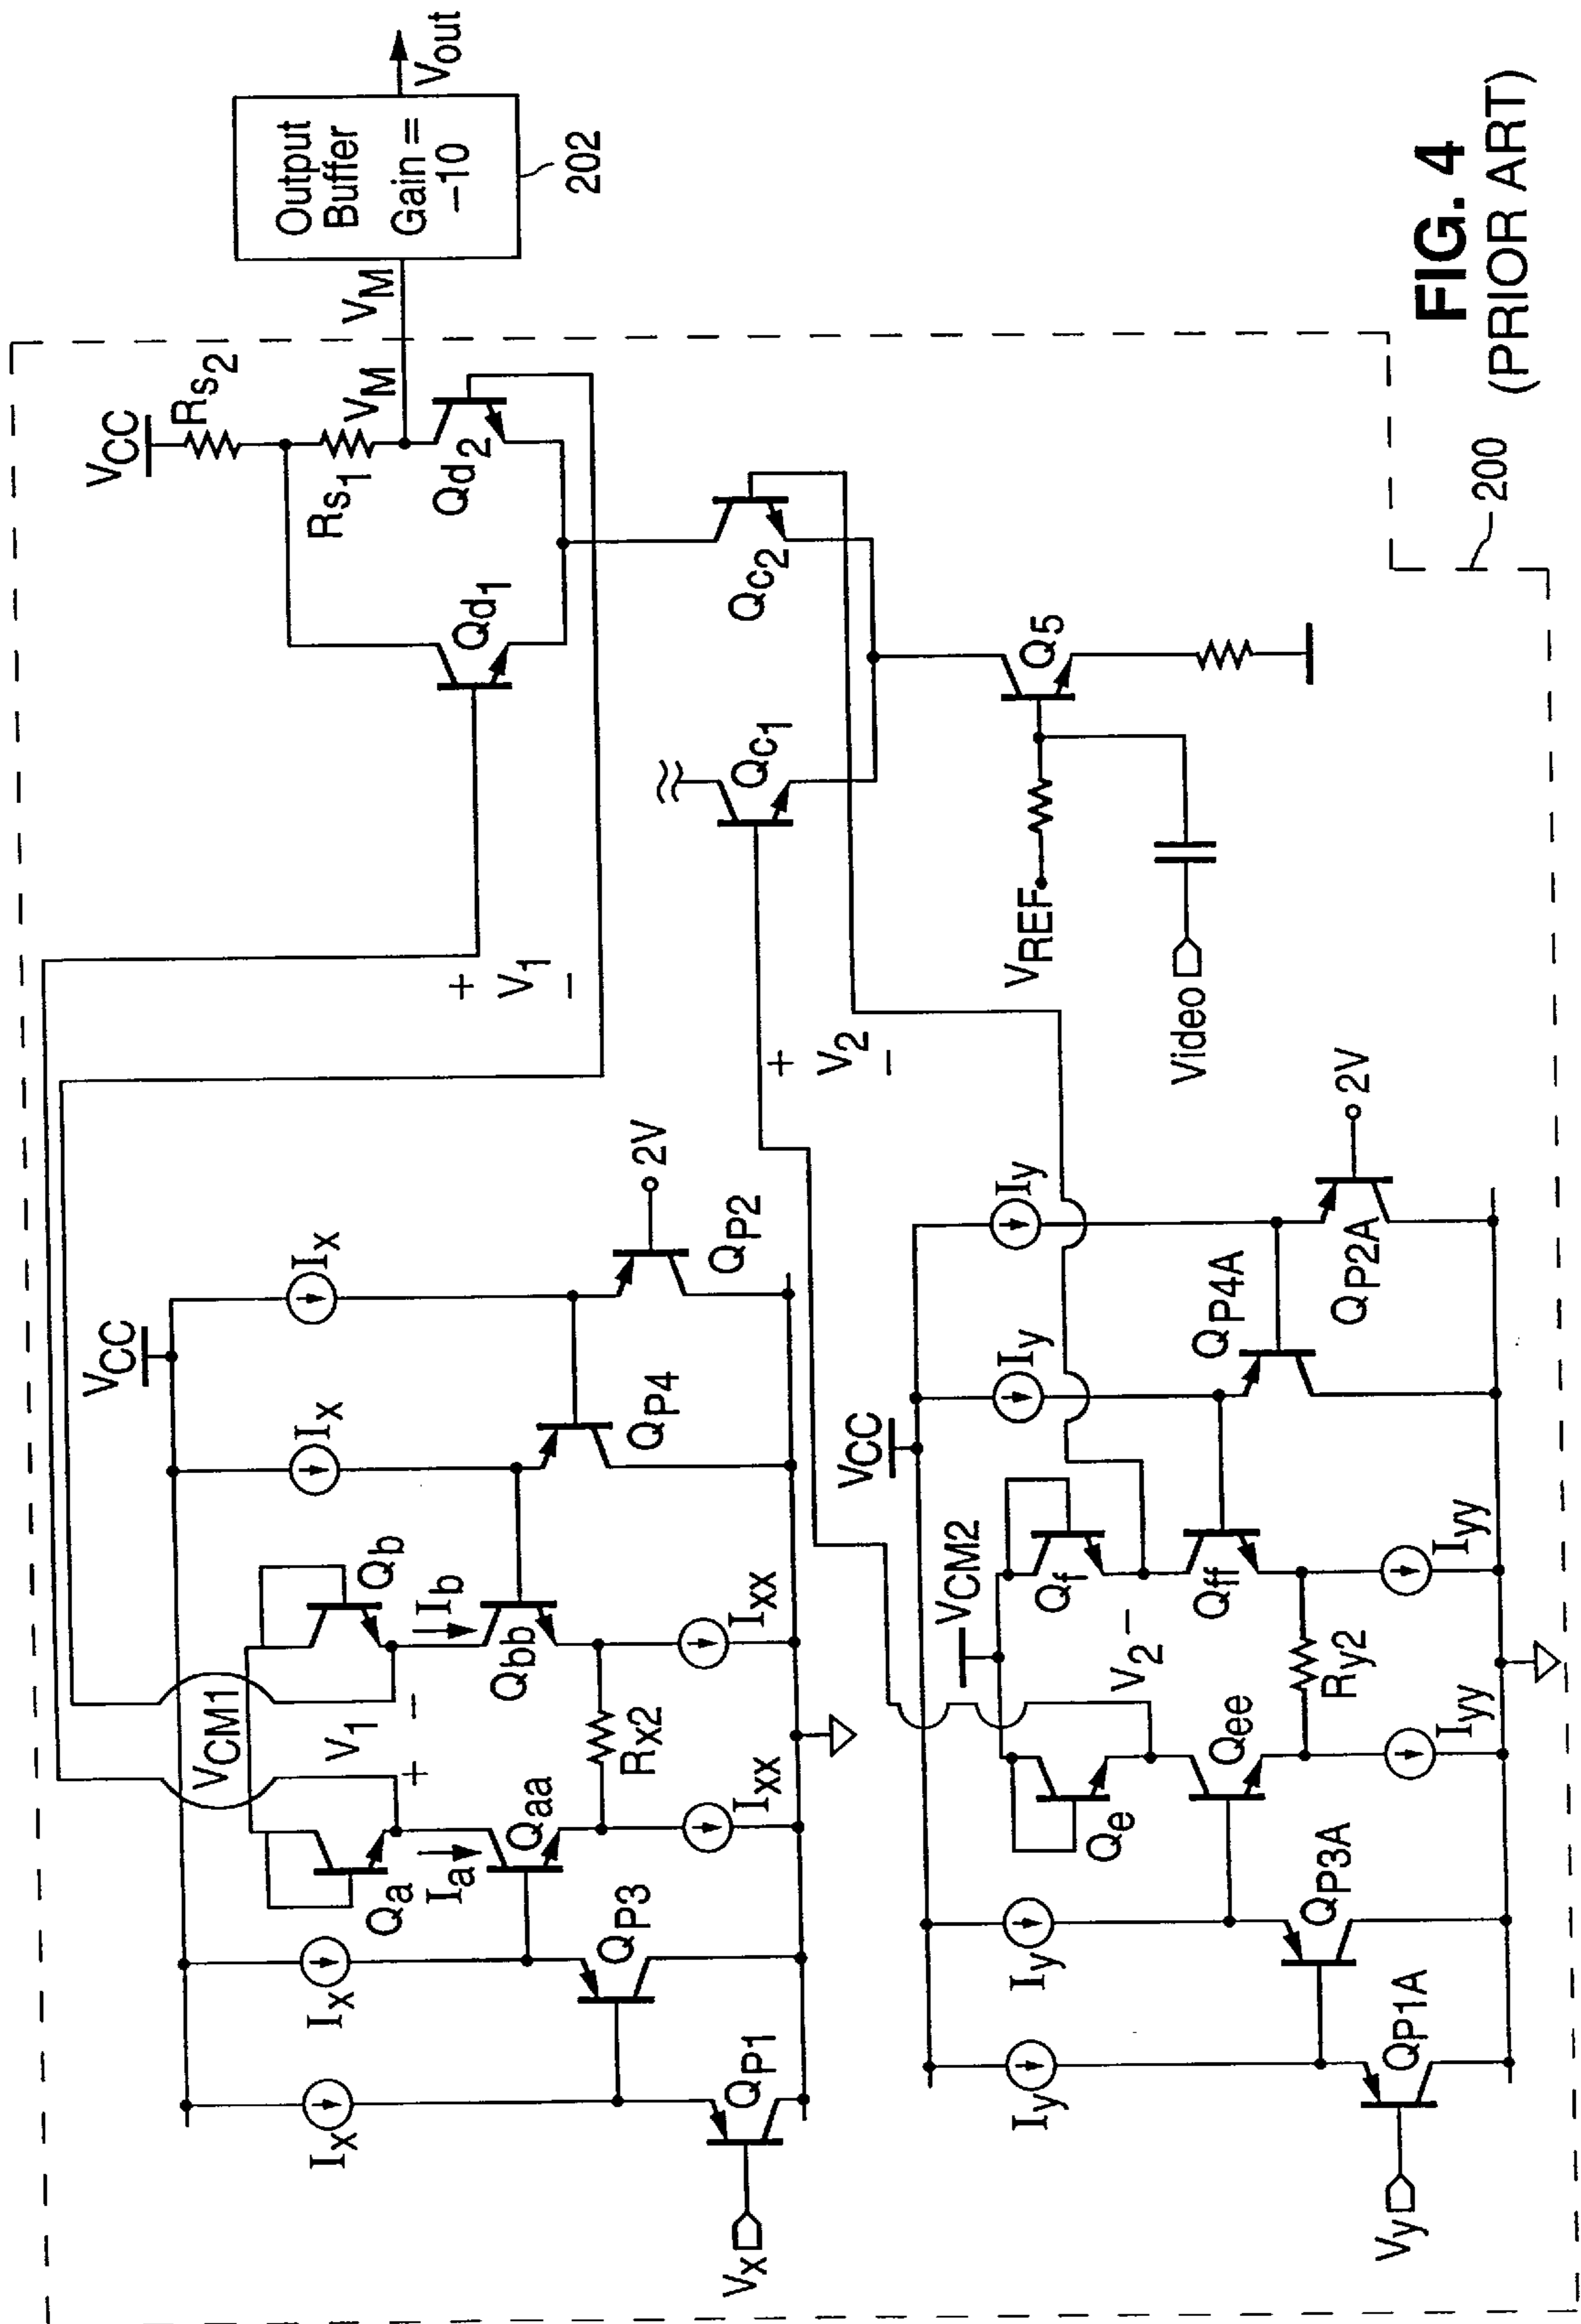 VCC
Rs2
Rs1
VM
VM
Output
Buffer
Gain =
−10
202
Vout
Qd1
Qd2
+
V1
−
Qc1
Qc2
+
V2
−
Q5
VREF
Video
VCC
Ix
Ix
Ix
Ix
VCM1
V1
+
−
Qa
Qb
Ia
Ib
Qaa
Qbb
Rx2
Ixx
Ixx
QP1
QP3
QP4
QP2
2V
Vx
VCC
VCM2
Iy
Iy
Iy
Iy
Qe
Qf
V2
−
Qee
Qff
Ry2
Iyy
Iyy
QP1A
QP3A
QP4A
QP2A
2V
Vy
200
FIG. 4
(PRIOR ART)